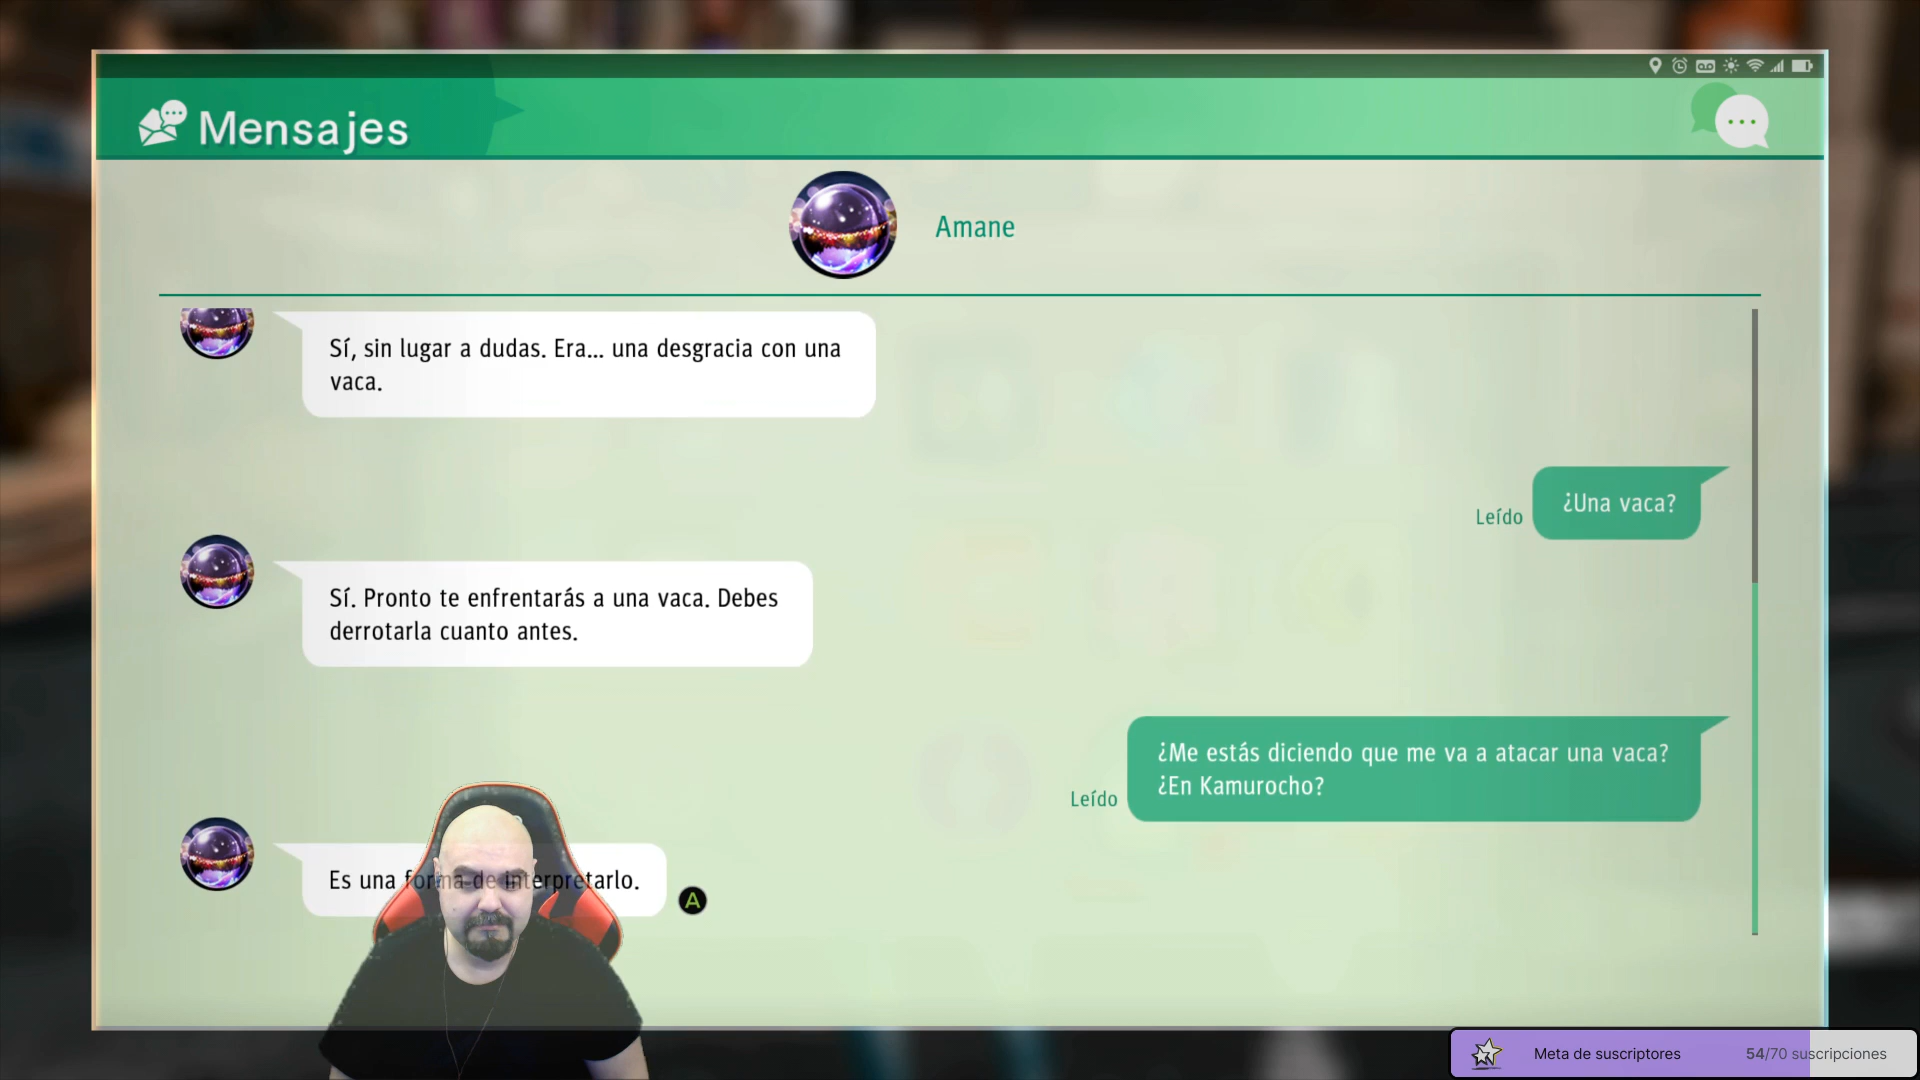 Mensajes
Amane
Sí, sin lugar a dudas. Era... una desgracia con una
vaca.
¿Una vaca?
Leído
Sí. Pronto te enfrentarás a una vaca. Debes
derrotarla cuanto antes.
¿Me estás diciendo que me va a atacar una vaca?
¿En Kamurocho?
Leído
Es una forma de interpretarlo.
A
Meta de suscriptores 54/70 suscripciones